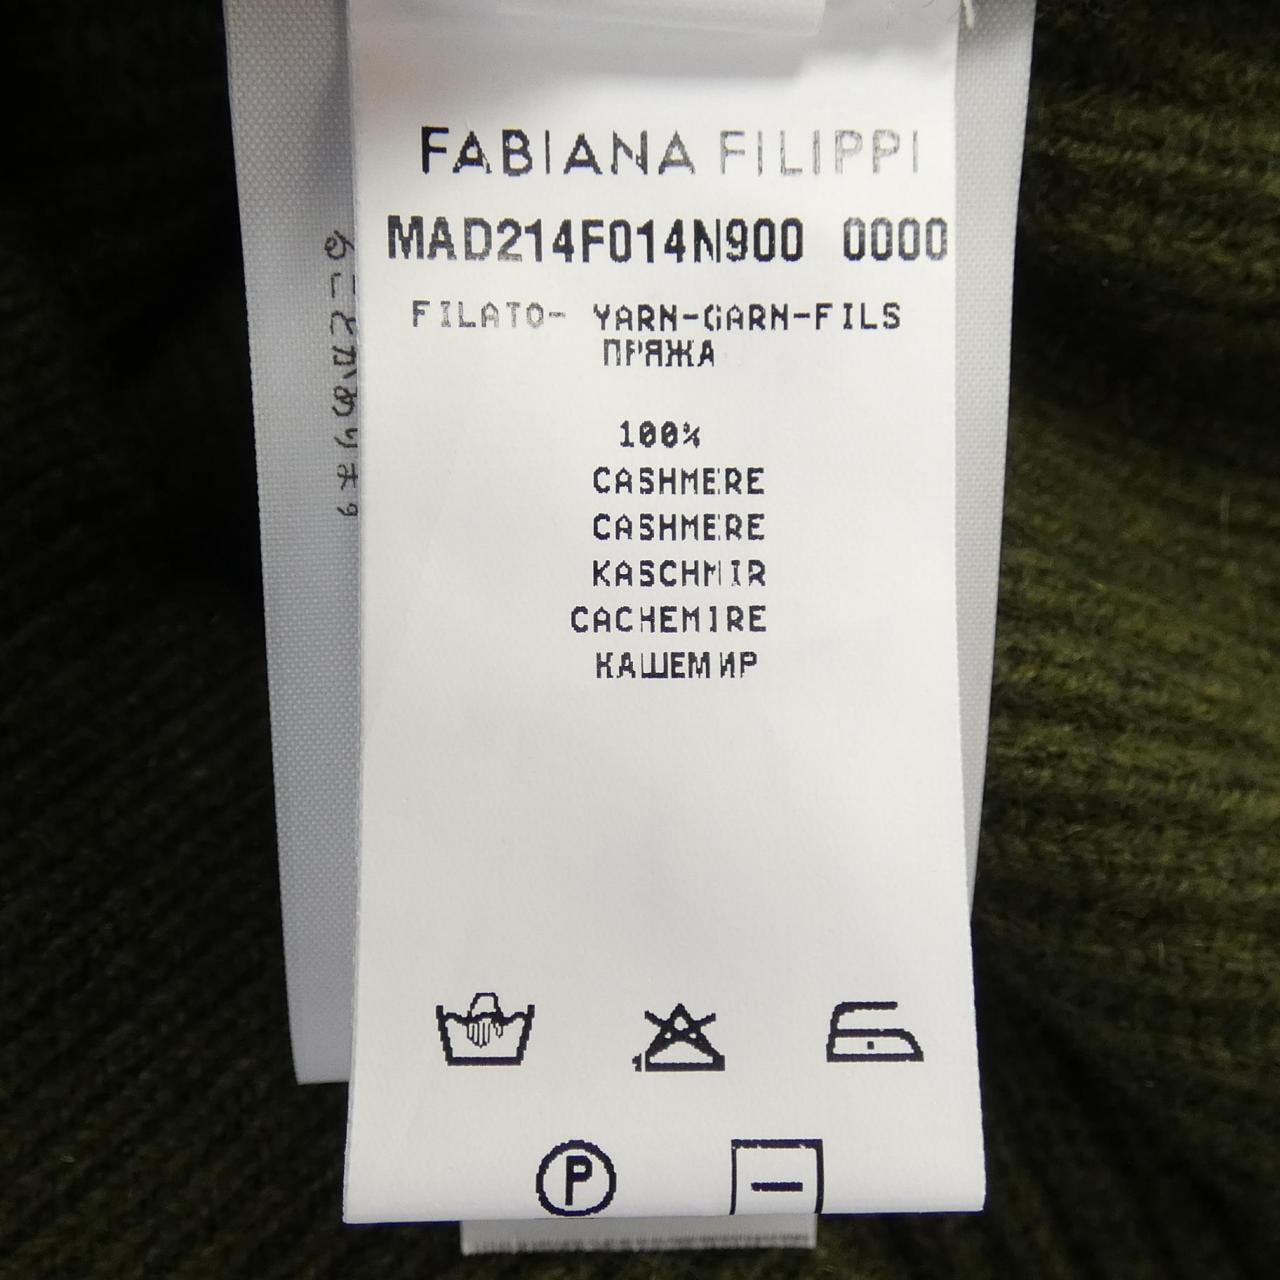 FABIANA FILIPPI
MAD214F014N900 0000
FILATO- YARN-GARN-FILS
ПРЯЖА
100%
CASHMERE
CASHMERE
KASCHMIR
CACHEMIRE
КАШЕМИР
P